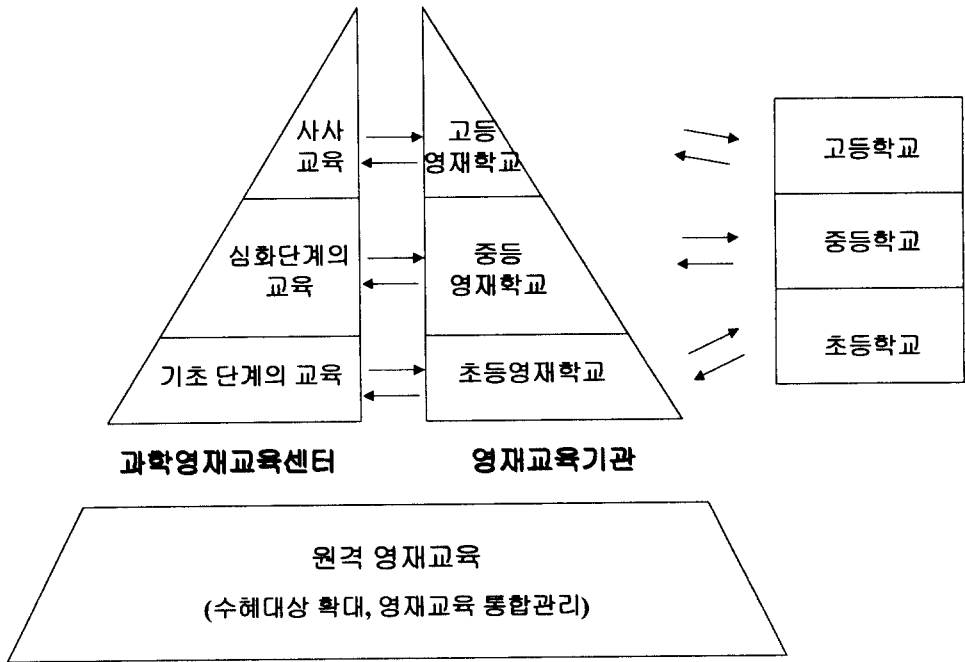 사사
교육
고등
영재학교
고등학교
심화단계의
교육
중등
영재학교
중등학교
기초 단계의 교육
초등영재학교
초등학교
과학영재교육센터
영재교육기관
원격 영재교육
(수혜대상 확대, 영재교육 통합관리)